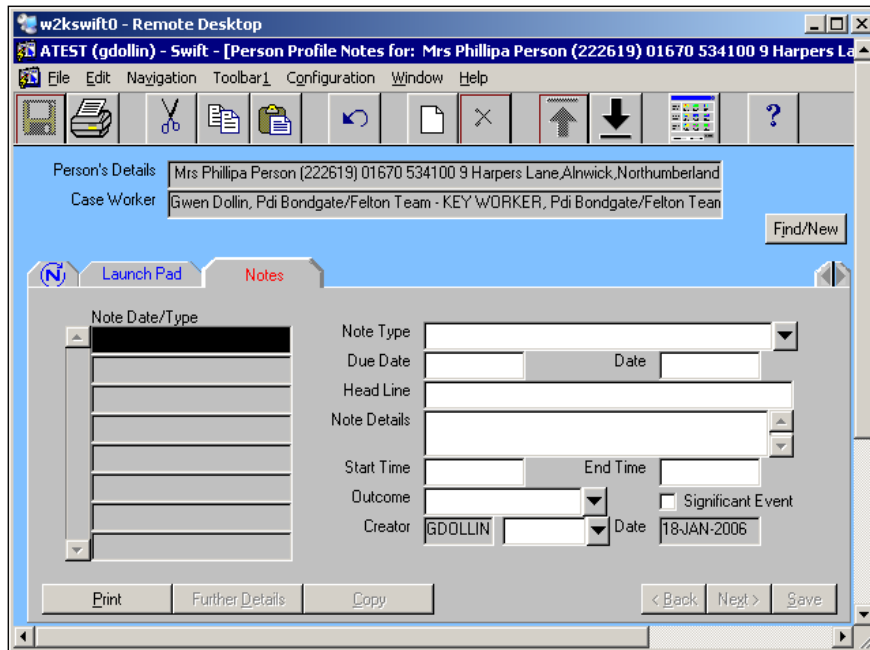 w2kswift0 - Remote Desktop
ATEST (gdollin) - Swift - [Person Profile Notes for: Mrs Phillipa Person (222619) 01670 534100 9 Harpers La
File Edit Navigation Toolbar1 Configuration Window Help
?
Person's Details Mrs Phillipa Person (222619) 01670 534100 9 Harpers Lane,Alnwick,Northumberland
Case Worker Gwen Dollin, Pdi Bondgate/Felton Team - KEY WORKER, Pdi Bondgate/Felton Tean
Find/New
N Launch Pad Notes
Note Date/Type
Note Type
Due Date Date
Head Line
Note Details
Start Time End Time
Outcome Significant Event
Creator GDOLLIN Date 18-JAN-2006
Print Further Details Copy < Back Next > Save